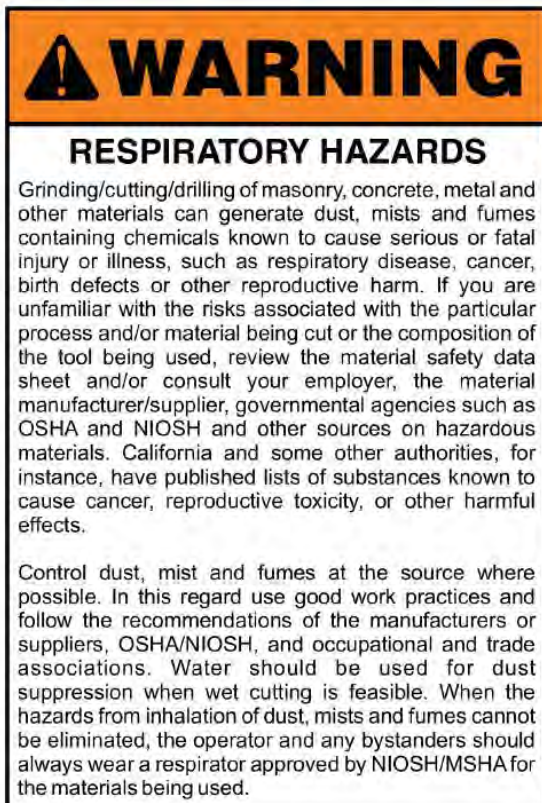 WARNING
RESPIRATORY HAZARDS
Grinding/cutting/drilling of masonry, concrete, metal and
other materials can generate dust, mists and fumes
containing chemicals known to cause serious or fatal
injury or illness, such as respiratory disease, cancer,
birth defects or other reproductive harm. If you are
unfamiliar with the risks associated with the particular
process and/or material being cut or the composition of
the tool being used, review the material safety data
sheet and/or consult your employer, the material
manufacturer/supplier, governmental agencies such as
OSHA and NIOSH and other sources on hazardous
materials. California and some other authorities, for
instance, have published lists of substances known to
cause cancer, reproductive toxicity, or other harmful
effects.
Control dust, mist and fumes at the source where
possible. In this regard use good work practices and
follow the recommendations of the manufacturers or
suppliers, OSHA/NIOSH, and occupational and trade
associations. Water should be used for dust
suppression when wet cutting is feasible. When the
hazards from inhalation of dust, mists and fumes cannot
be eliminated, the operator and any bystanders should
always wear a respirator approved by NIOSH/MSHA for
the materials being used.